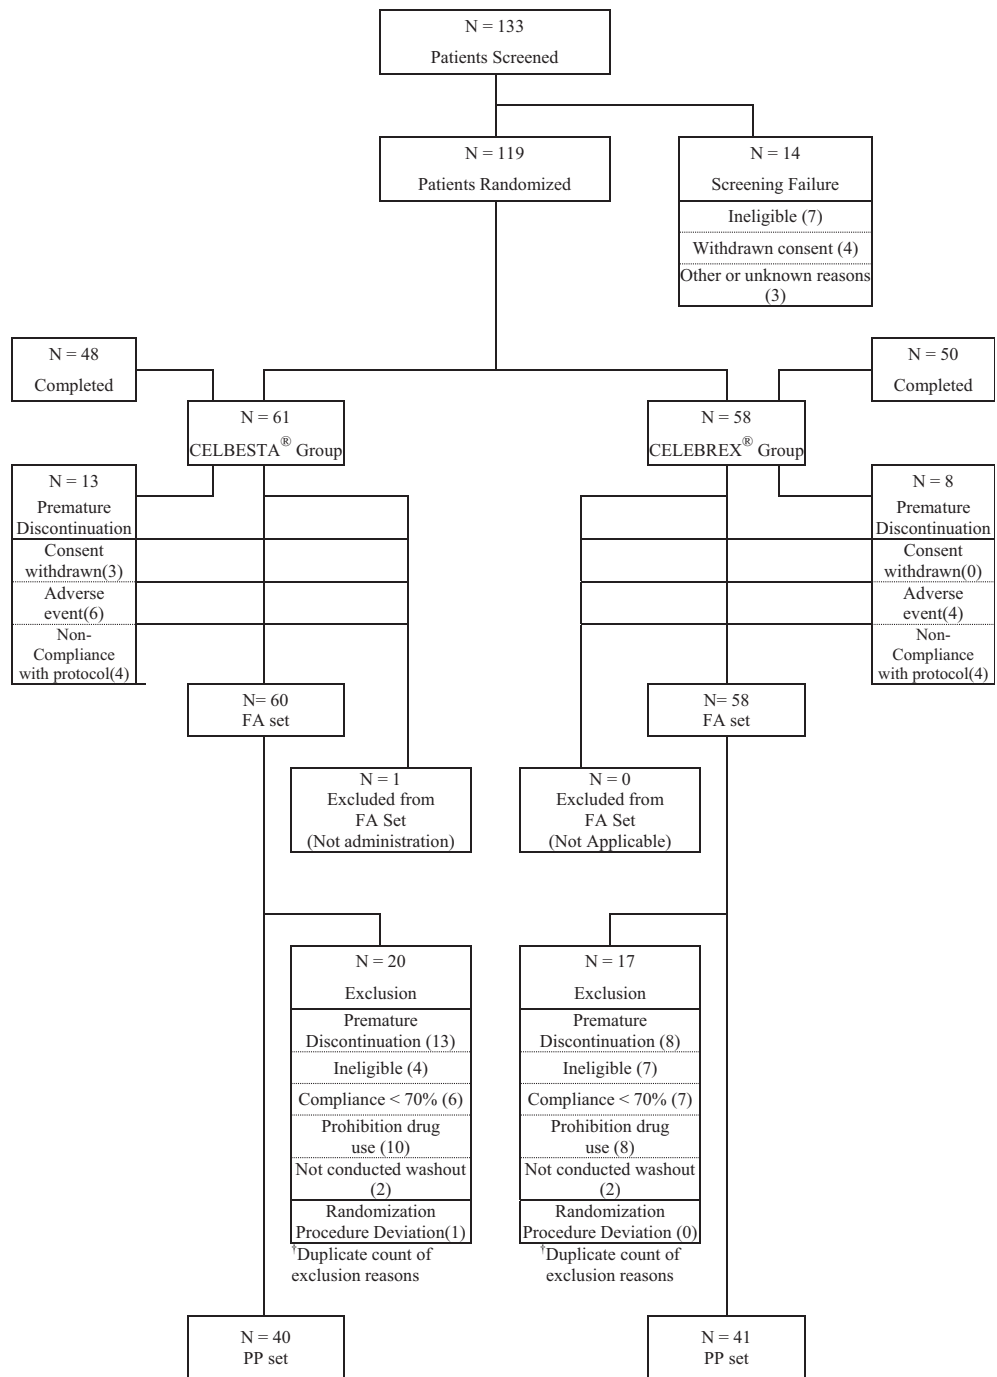 N = 133
Patients Screened
N = 119
Patients Randomized
N = 14
Screening Failure
Ineligible (7)
Withdrawn consent (4)
Other or unknown reasons
(3)
N = 48
Completed
N = 50
Completed
N = 61
CELBESTA® Group
N = 58
CELEBREX® Group
N = 13
Premature
Discontinuation
Consent
withdrawn(3)
Adverse
event(6)
Non-
Compliance
with protocol(4)
N = 8
Premature
Discontinuation
Consent
withdrawn(0)
Adverse
event(4)
Non-
Compliance
with protocol(4)
N= 60
FA set
N= 58
FA set
N = 1
Excluded from
FA Set
(Not administration)
N = 0
Excluded from
FA Set
(Not Applicable)
N = 20
Exclusion
Premature
Discontinuation (13)
Ineligible (4)
Compliance < 70% (6)
Prohibition drug
use (10)
Not conducted washout
(2)
Randomization
Procedure Deviation(1)
†Duplicate count of
exclusion reasons
N = 17
Exclusion
Premature
Discontinuation (8)
Ineligible (7)
Compliance < 70% (7)
Prohibition drug
use (8)
Not conducted washout
(2)
Randomization
Procedure Deviation (0)
†Duplicate count of
exclusion reasons
N = 40
PP set
N = 41
PP set